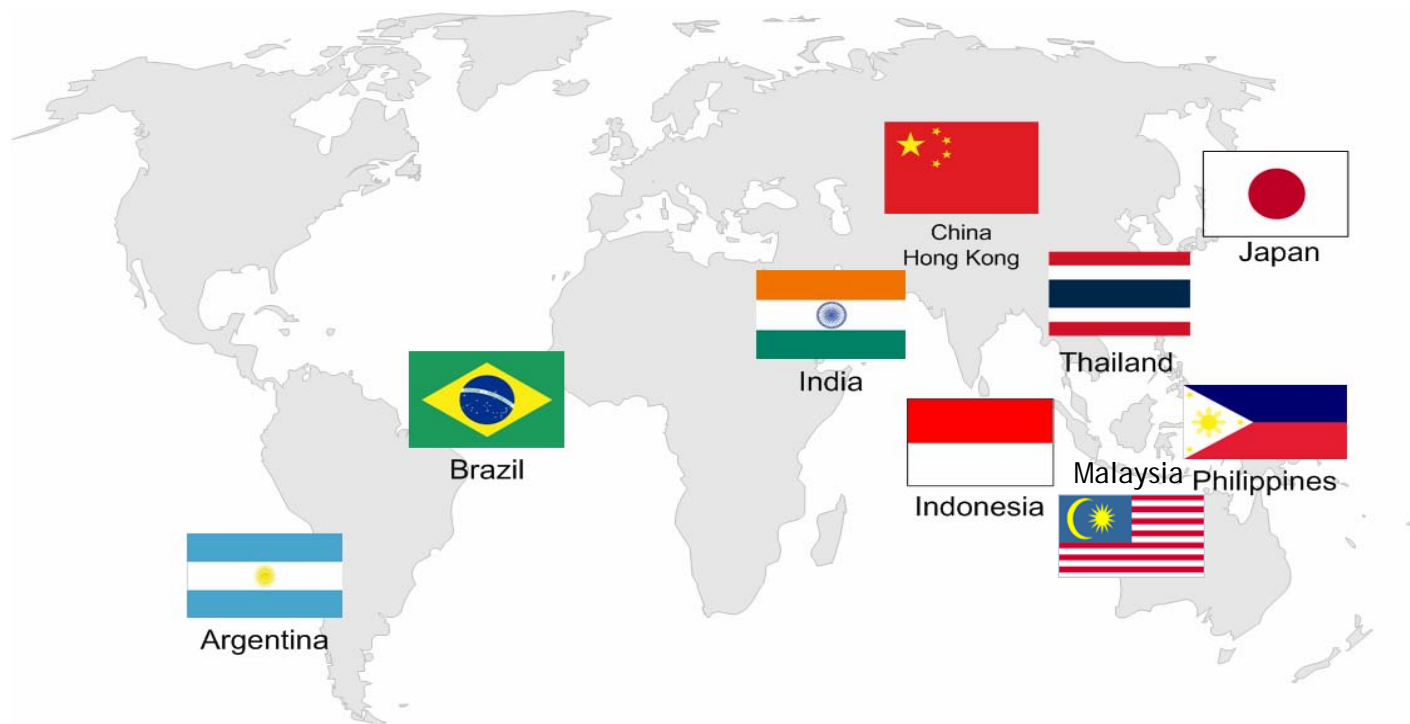 China
Hong Kong
Japan
Thailand
India
Brazil
Malaysia
Philippines
Indonesia
Argentina